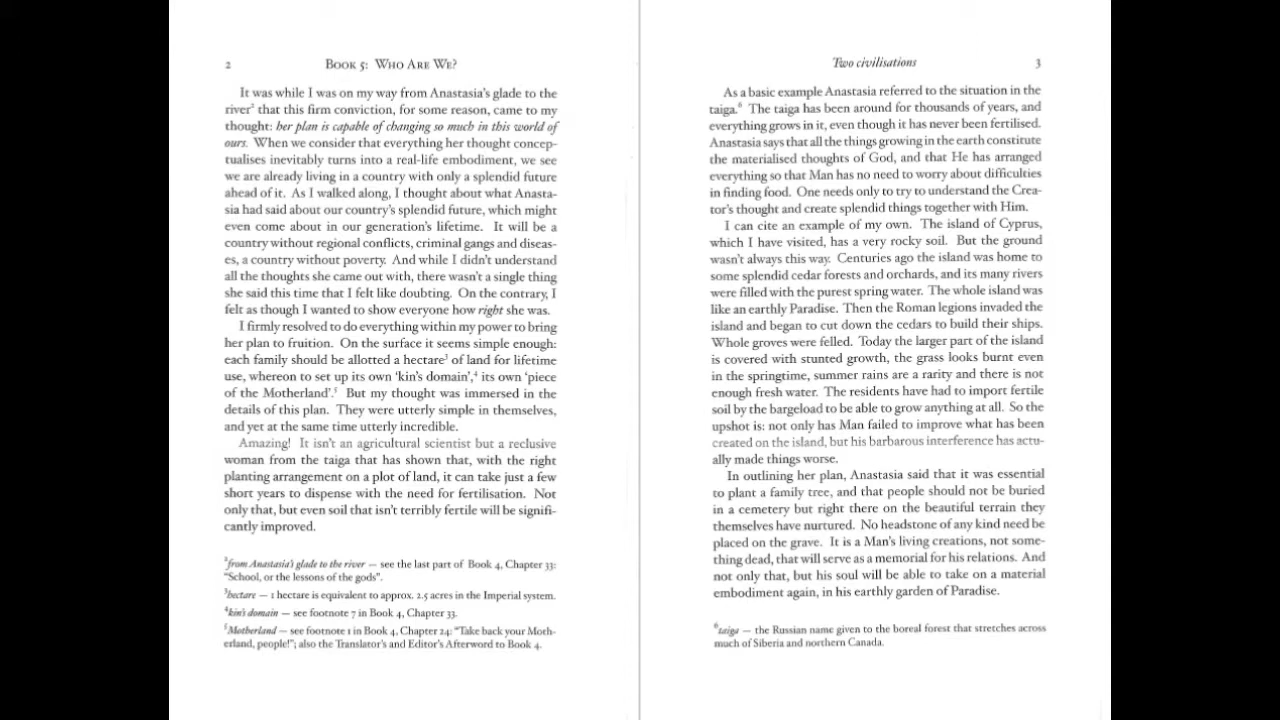 2
BOOK 5: WHO ARE WE?
It was while I was on my way from Anastasia's glade to the
river² that this firm conviction, for some reason, came to my
thought: her plan is capable of changing so much in this world of
ours. When we consider that everything her thought concep-
tualises inevitably turns into a real-life embodiment, we see
we are already living in a country with only a splendid future
ahead of it. As I walked along, I thought about what Anasta-
sia had said about our country's splendid future, which might
even come about in our generation's lifetime. It will be a
country without regional conflicts, criminal gangs and diseas-
es, a country without poverty. And while I didn't understand
all the thoughts she came out with, there wasn't a single thing
she said this time that I felt like doubting. On the contrary, I
felt as though I wanted to show everyone how right she was.
I firmly resolved to do everything within my power to bring
her plan to fruition. On the surface it seems simple enough:
each family should be allotted a hectare³ of land for lifetime
use, whereon to set up its own 'kin's domain',⁴ its own 'piece
of the Motherland'.⁵ But my thought was immersed in the
details of this plan. They were utterly simple in themselves,
and yet at the same time utterly incredible.
Amazing! It isn't an agricultural scientist but a reclusive
woman from the taiga that has shown that, with the right
planting arrangement on a plot of land, it can take just a few
short years to dispense with the need for fertilisation. Not
only that, but even soil that isn't terribly fertile will be signifi-
cantly improved.
²from Anastasia's glade to the river — see the last part of Book 4, Chapter 33:
"School, or the lessons of the gods".
³hectare — 1 hectare is equivalent to approx. 2.5 acres in the Imperial system.
⁴kin's domain — see footnote 7 in Book 4, Chapter 33.
⁵Motherland — see footnote 1 in Book 4, Chapter 24: "Take back your Moth-
erland, people!"; also the Translator's and Editor's Afterword to Book 4.
Two civilisations
3
As a basic example Anastasia referred to the situation in the
taiga.⁶ The taiga has been around for thousands of years, and
everything grows in it, even though it has never been fertilised.
Anastasia says that all the things growing in the earth constitute
the materialised thoughts of God, and that He has arranged
everything so that Man has no need to worry about difficulties
in finding food. One needs only to try to understand the Crea-
tor's thought and create splendid things together with Him.
I can cite an example of my own. The island of Cyprus,
which I have visited, has a very rocky soil. But the ground
wasn't always this way. Centuries ago the island was home to
some splendid cedar forests and orchards, and its many rivers
were filled with the purest spring water. The whole island was
like an earthly Paradise. Then the Roman legions invaded the
island and began to cut down the cedars to build their ships.
Whole groves were felled. Today the larger part of the island
is covered with stunted growth, the grass looks burnt even
in the springtime, summer rains are a rarity and there is not
enough fresh water. The residents have had to import fertile
soil by the bargeload to be able to grow anything at all. So the
upshot is: not only has Man failed to improve what has been
created on the island, but his barbarous interference has actu-
ally made things worse.
In outlining her plan, Anastasia said that it was essential
to plant a family tree, and that people should not be buried
in a cemetery but right there on the beautiful terrain they
themselves have nurtured. No headstone of any kind need be
placed on the grave. It is a Man's living creations, not some-
thing dead, that will serve as a memorial for his relations. And
not only that, but his soul will be able to take on a material
embodiment again, in his earthly garden of Paradise.
⁶taiga — the Russian name given to the boreal forest that stretches across
much of Siberia and northern Canada.